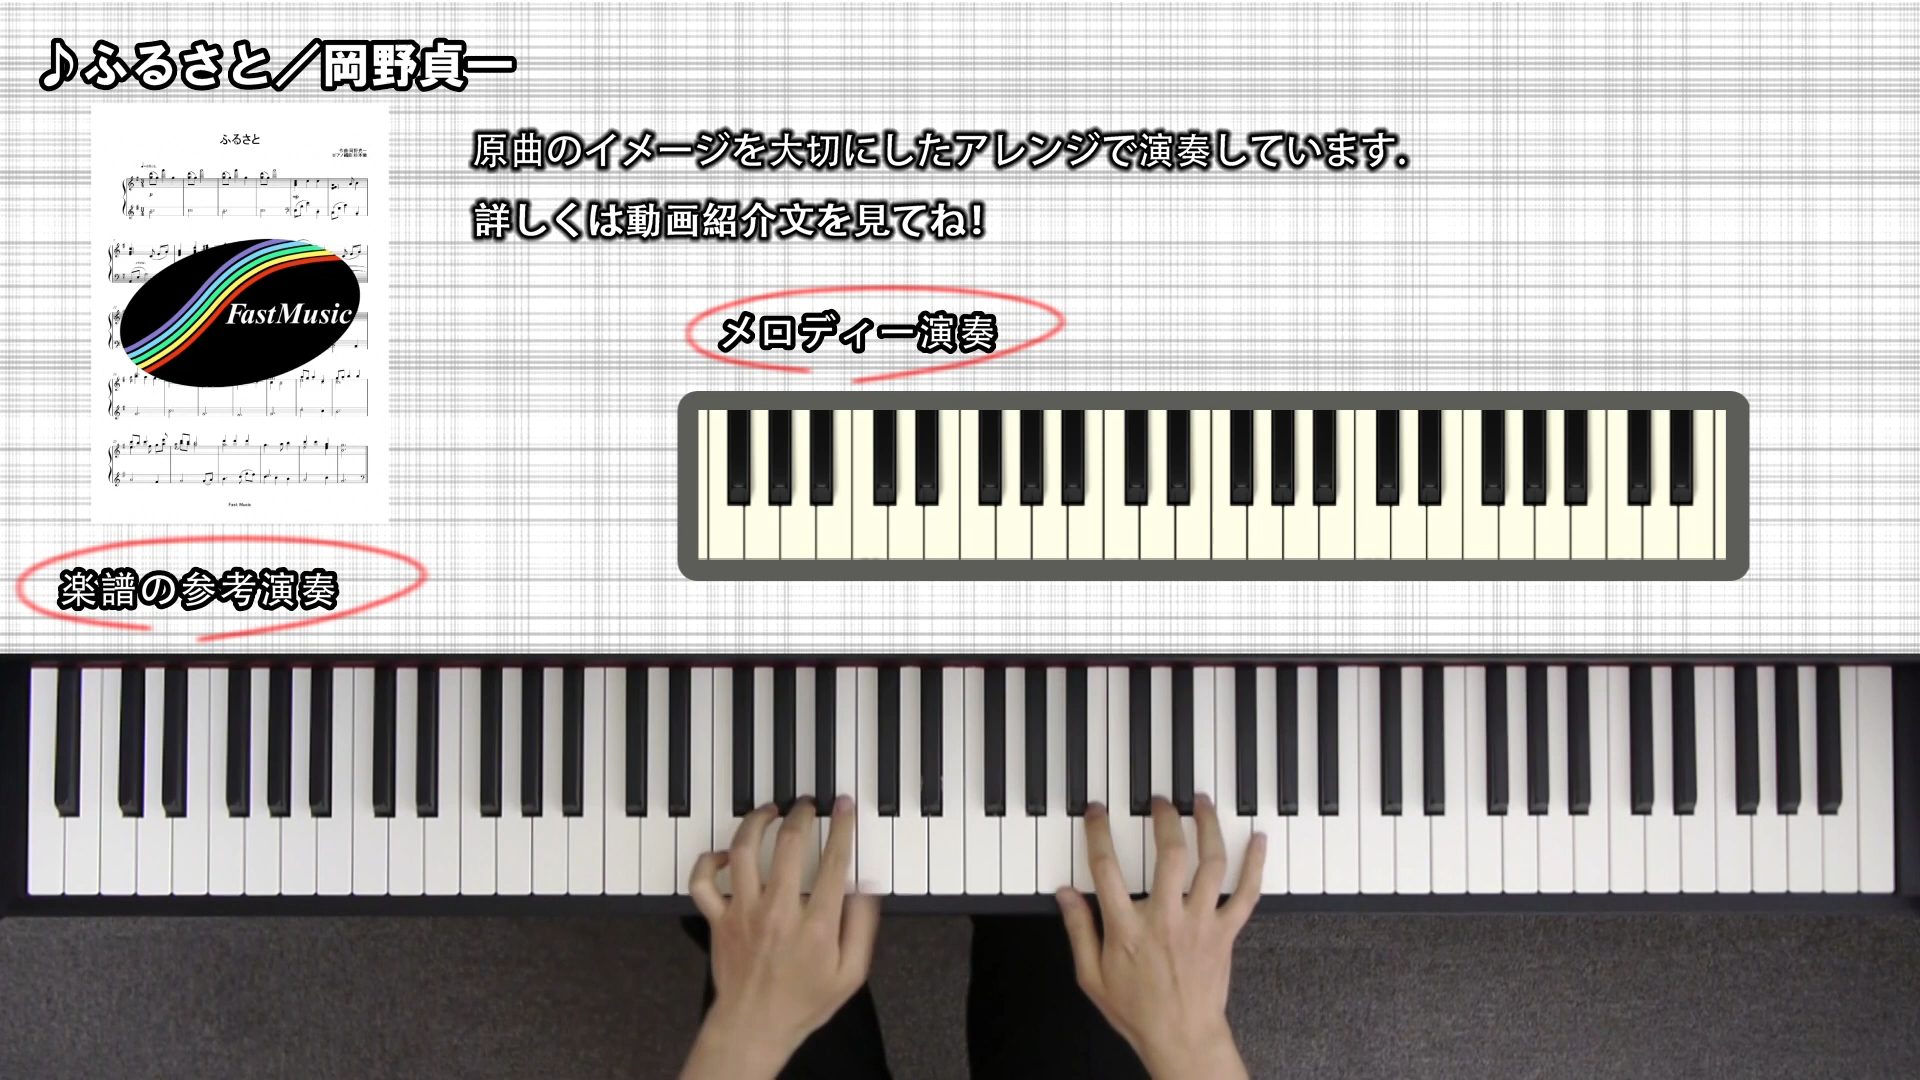 ♪ふるさと／岡野貞一
ふるさと
原曲のイメージを大切にしたアレンジで演奏しています.
詳しくは動画紹介文を見てね!
FastMusic
メロディー演奏
Fast Music
楽譜の参考演奏